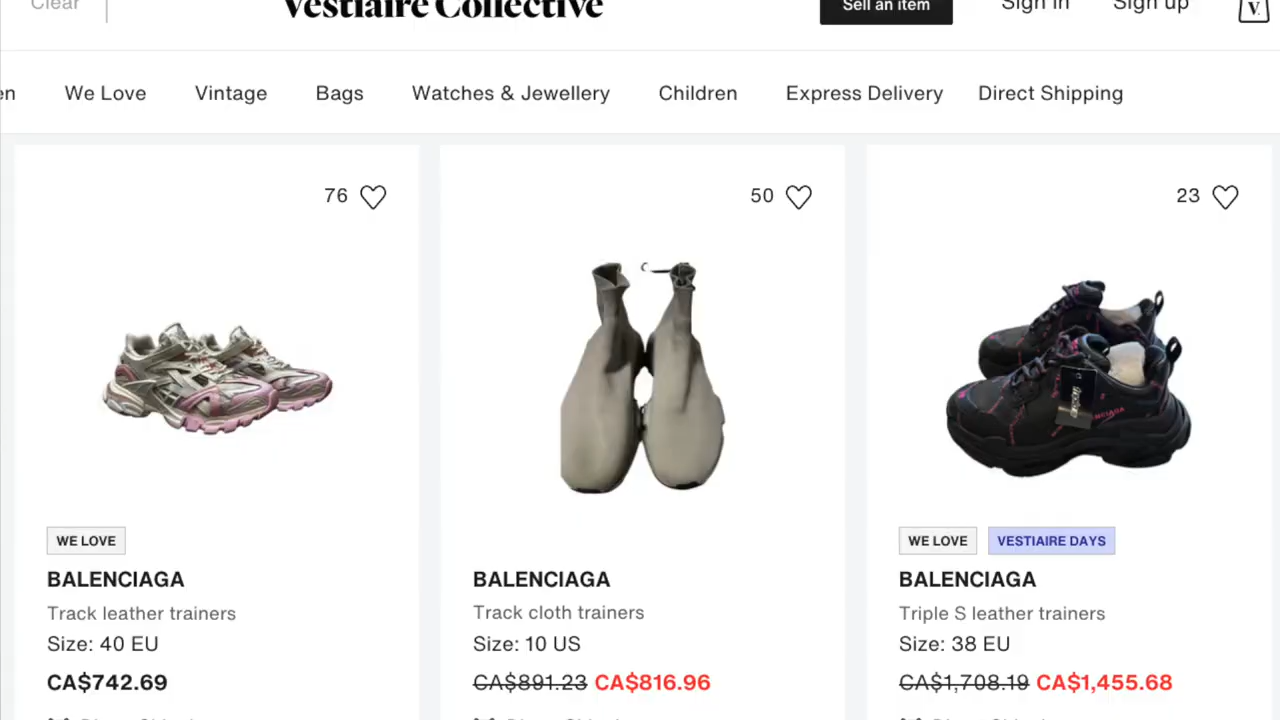 Clear
Vestiaire Collective
Sell an item
Sign in
Sign up
V.
en
We Love
Vintage
Bags
Watches & Jewellery
Children
Express Delivery
Direct Shipping
76
50
23
WE LOVE
BALENCIAGA
Track leather trainers
Size: 40 EU
CA$742.69
BALENCIAGA
Track cloth trainers
Size: 10 US
CA$891.23 CA$816.96
WE LOVE
VESTIAIRE DAYS
BALENCIAGA
Triple S leather trainers
Size: 38 EU
CA$1,708.19 CA$1,455.68